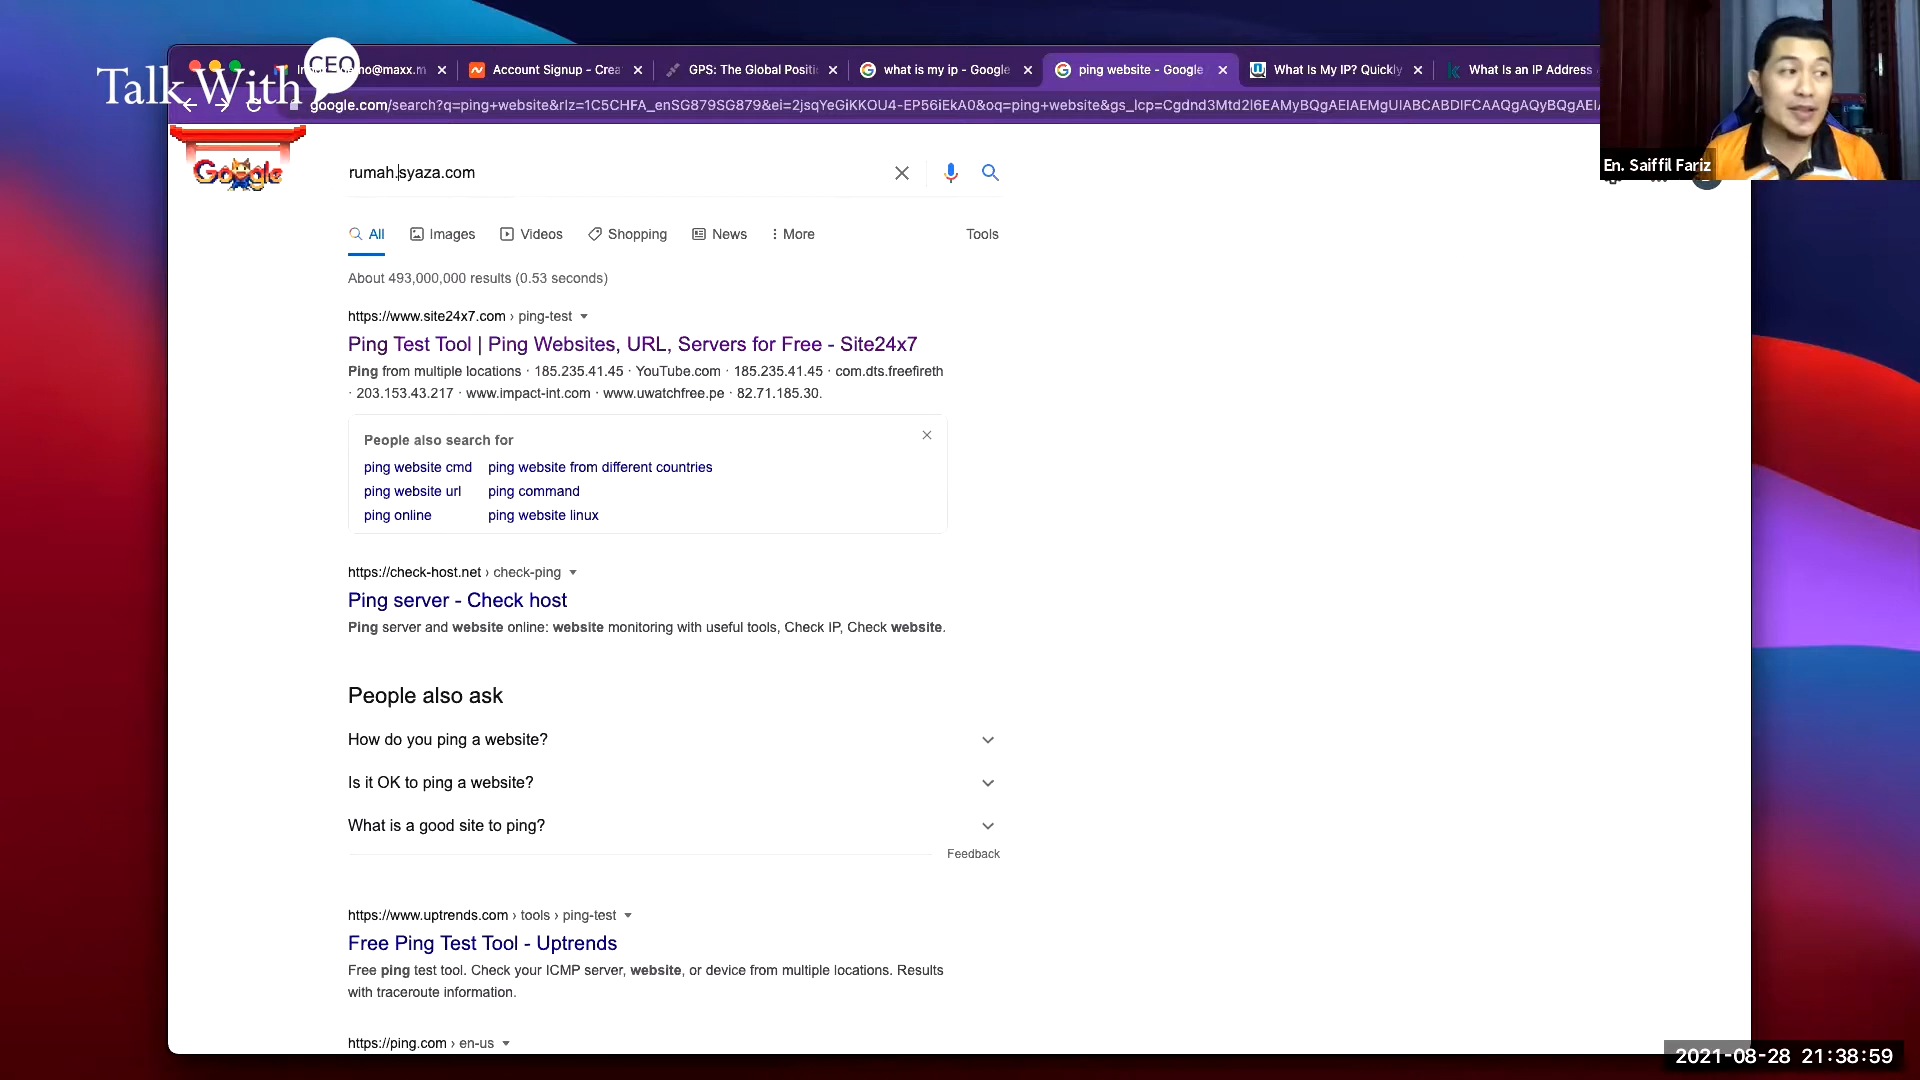 Talk With CEO
no@maxx.m
Account Signup - Crea
GPS: The Global Positi
what is my ip - Google
ping website - Google
What Is My IP? Quickly
What Is an IP Address
google.com/search?q=ping+website&rlz=1C5CHFA_enSG879SG879&ei=2jsqYeGiKKOU4-EP56iEkA0&oq=ping+website&gs_lcp=Cgdnd3Mtd2l6EAMyBQgAEIAEMgUIABCABDIFCAAQgAQyBQgAEIA
Google
rumah.syaza.com
En. Saiffil Fariz
All
Images
Videos
Shopping
News
More
Tools
About 493,000,000 results (0.53 seconds)
https://www.site24x7.com › ping-test
Ping Test Tool | Ping Websites, URL, Servers for Free - Site24x7
Ping from multiple locations · 185.235.41.45 · YouTube.com · 185.235.41.45 · com.dts.freefireth
· 203.153.43.217 · www.impact-int.com · www.uwatchfree.pe · 82.71.185.30.
People also search for
ping website cmd ping website from different countries
ping website url ping command
ping online ping website linux
https://check-host.net › check-ping
Ping server - Check host
Ping server and website online: website monitoring with useful tools, Check IP, Check website.
People also ask
How do you ping a website?
Is it OK to ping a website?
What is a good site to ping?
Feedback
https://www.uptrends.com › tools › ping-test
Free Ping Test Tool - Uptrends
Free ping test tool. Check your ICMP server, website, or device from multiple locations. Results
with traceroute information.
https://ping.com › en-us
2021-08-28 21:38:59